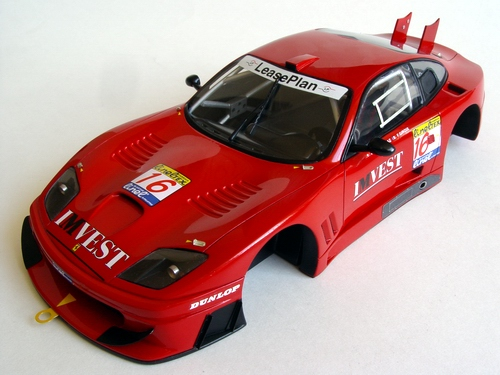 LeasePlan
16
INVEST
16
INVEST
DUNLOP